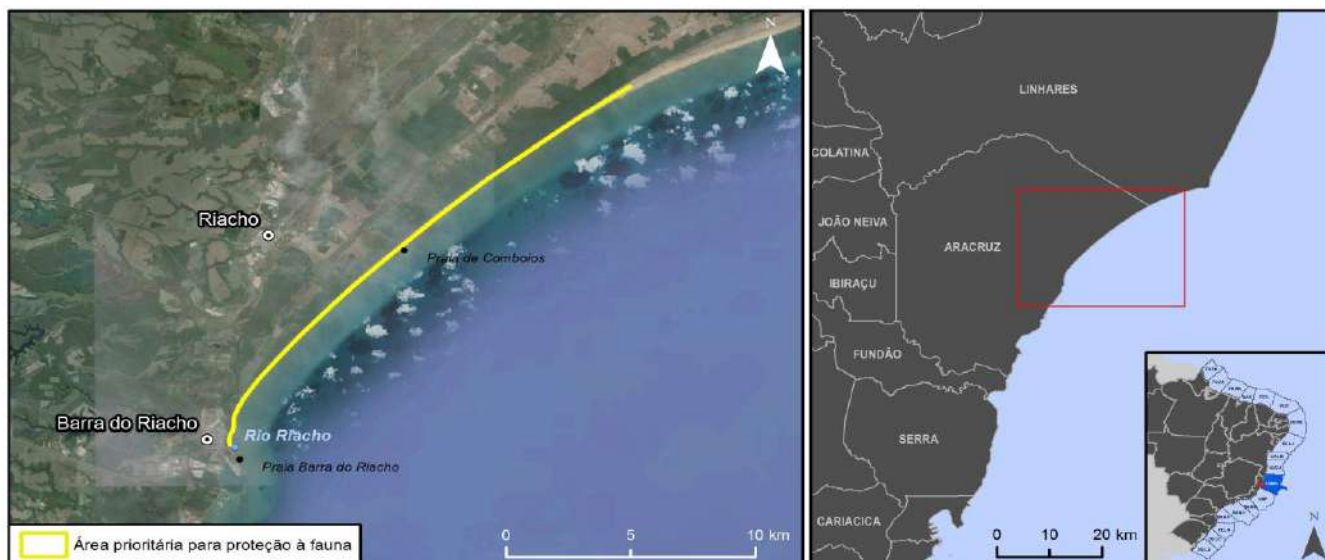 N
Riacho
Praia de Comboios
Barra do Riacho
Rio Riacho
Praia Barra do Riacho
0 5 10 km
Área prioritária para proteção à fauna
LINHARES
COLATINA
JOÃO NEIVA
ARACRUZ
IBIRAÇU
FUNDÃO
SERRA
CARIACICA
0 10 20 km
N